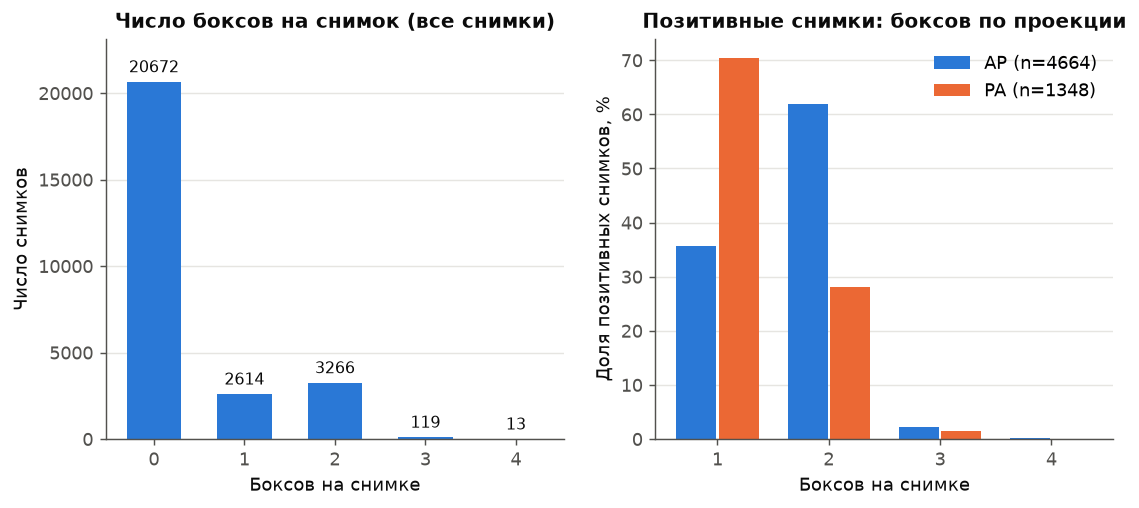 Число боксов на снимок (все снимки)
Число снимков
20000
15000
10000
5000
0
20672
2614
3266
119
13
0 1 2 3 4
Боксов на снимке
Позитивные снимки: боксов по проекции
Доля позитивных снимков, %
70
60
50
40
30
20
10
0
AP (n=4664)
PA (n=1348)
1 2 3 4
Боксов на снимке